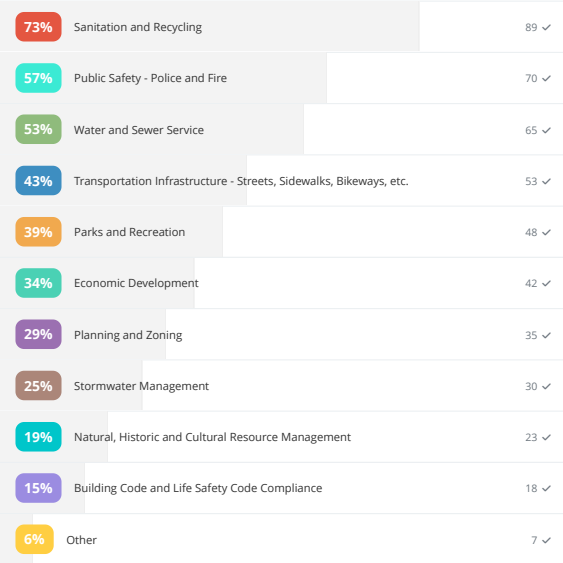 73% Sanitation and Recycling 89
57% Public Safety - Police and Fire 70
53% Water and Sewer Service 65
43% Transportation Infrastructure - Streets, Sidewalks, Bikeways, etc. 53
39% Parks and Recreation 48
34% Economic Development 42
29% Planning and Zoning 35
25% Stormwater Management 30
19% Natural, Historic and Cultural Resource Management 23
15% Building Code and Life Safety Code Compliance 18
6% Other 7